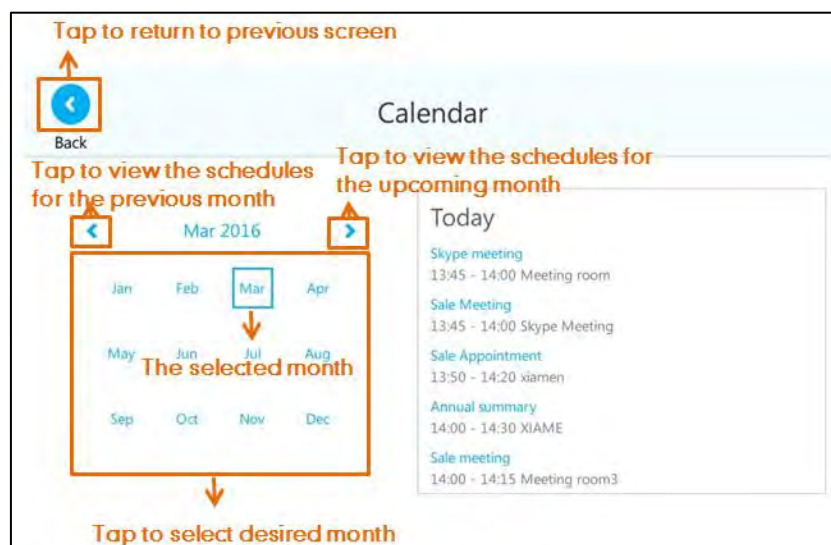 Tap to return to previous screen
Back
Calendar
Tap to view the schedules
for the previous month
Tap to view the schedules for
the upcoming month
Mar 2016
Jan Feb Mar Apr
May Jun Jul Aug
The selected month
Sep Oct Nov Dec
Tap to select desired month
Today
Skype meeting
13:45 - 14:00 Meeting room
Sale Meeting
13:45 - 14:00 Skype Meeting
Sale Appointment
13:50 - 14:20 xiamen
Annual summary
14:00 - 14:30 XIAME
Sale meeting
14:00 - 14:15 Meeting room3